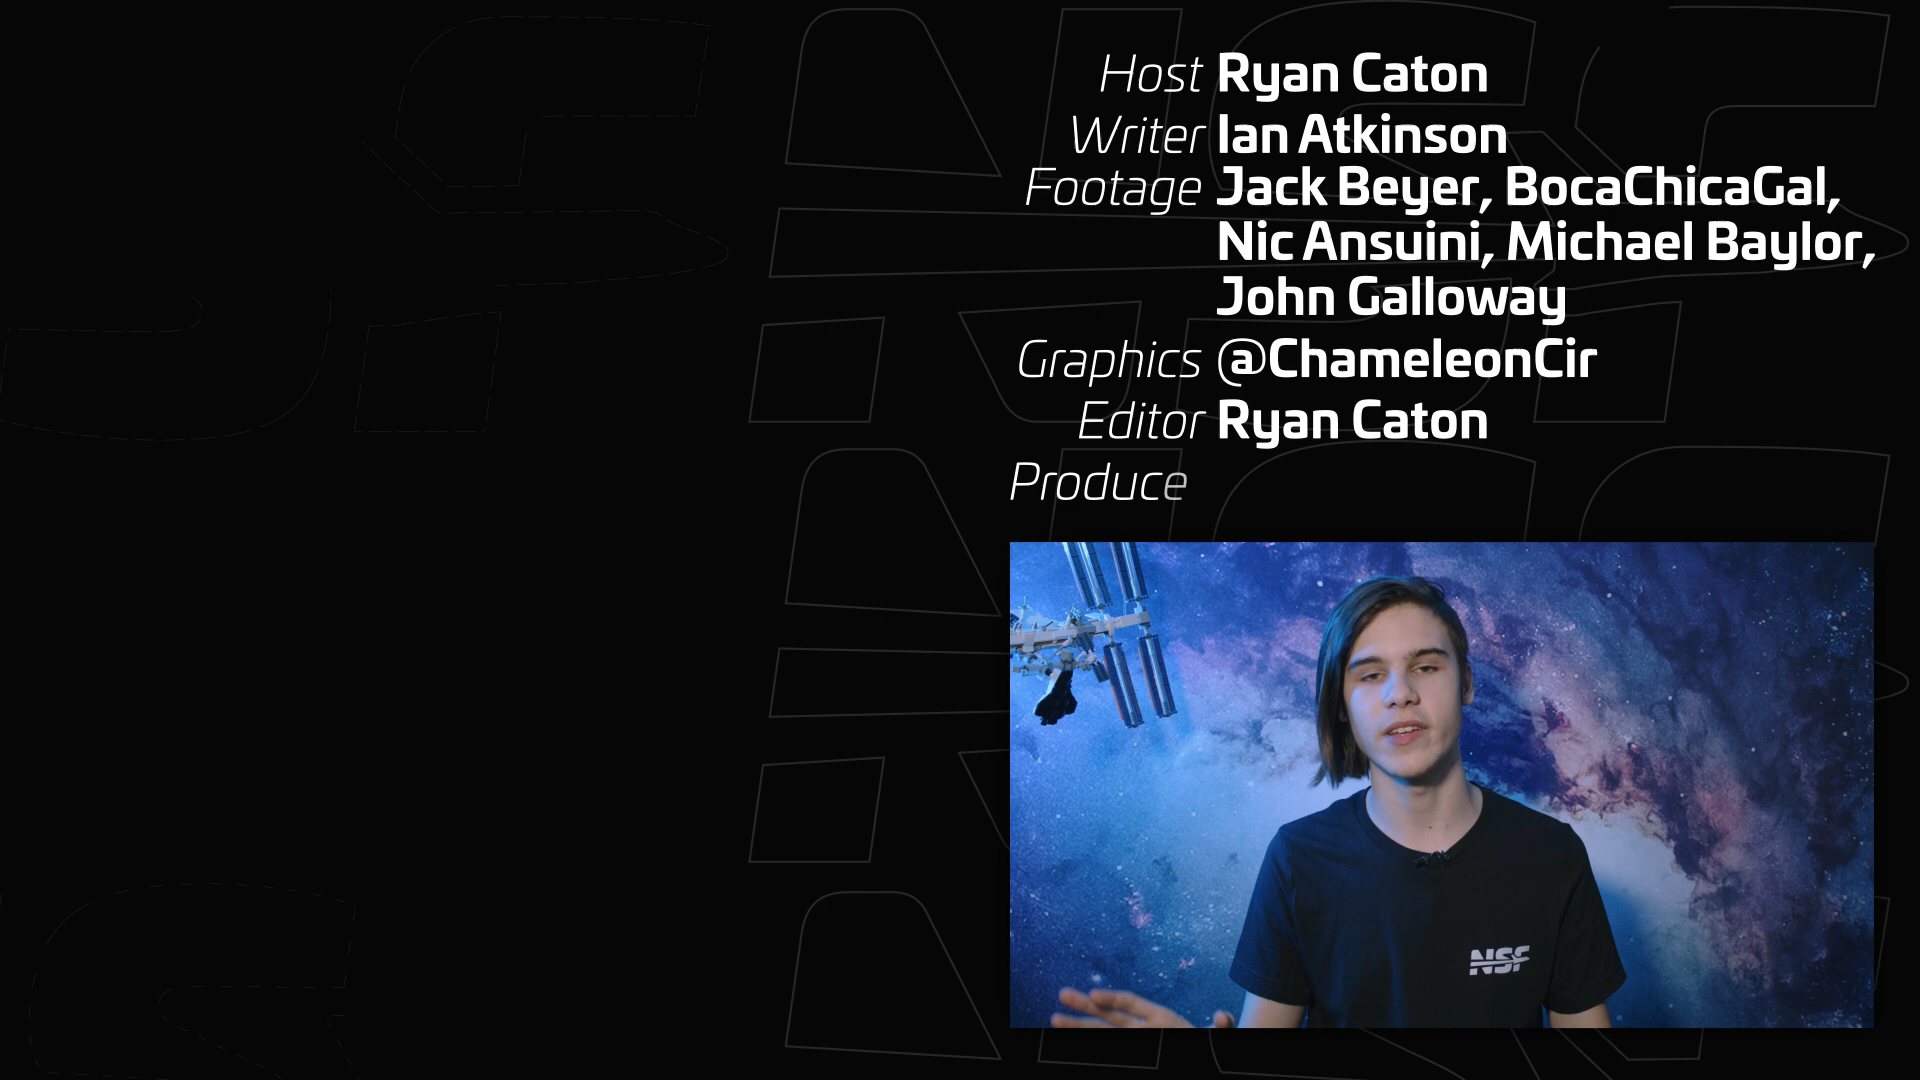 Host Ryan Caton
Writer Ian Atkinson
Footage Jack Beyer, BocaChicaGal,
Nic Ansuini, Michael Baylor,
John Galloway
Graphics @ChameleonCir
Editor Ryan Caton
Produce
NSF